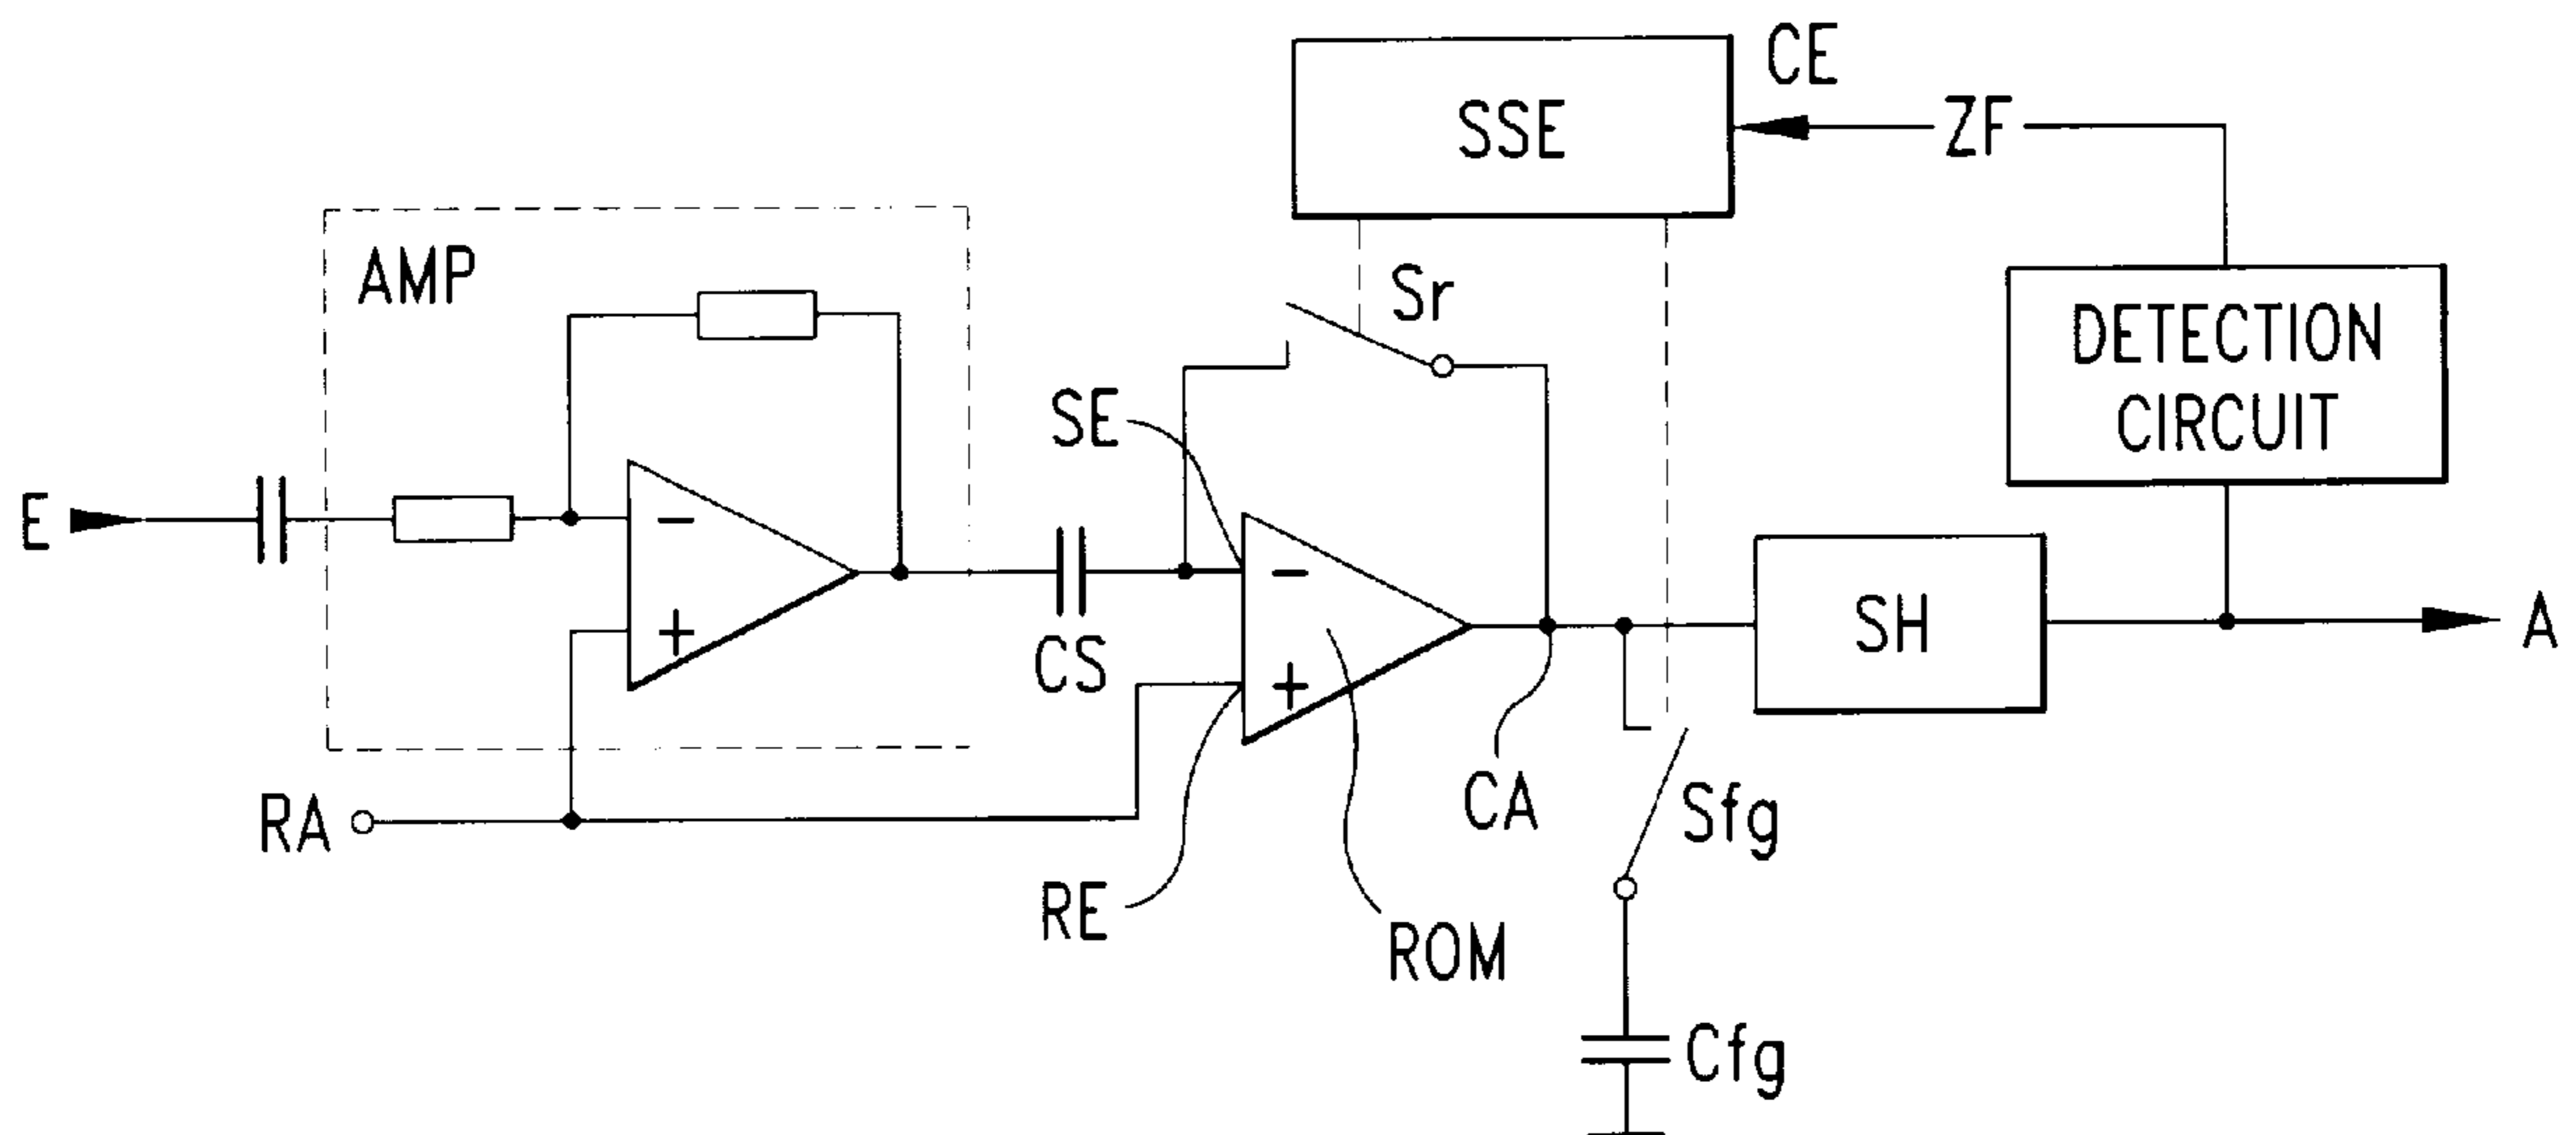 CE
SSE
ZF
AMP
Sr
DETECTION
CIRCUIT
SE
E
−
−
+
SH
A
CS
+
CA
RA
Sfg
RE
ROM
Cfg